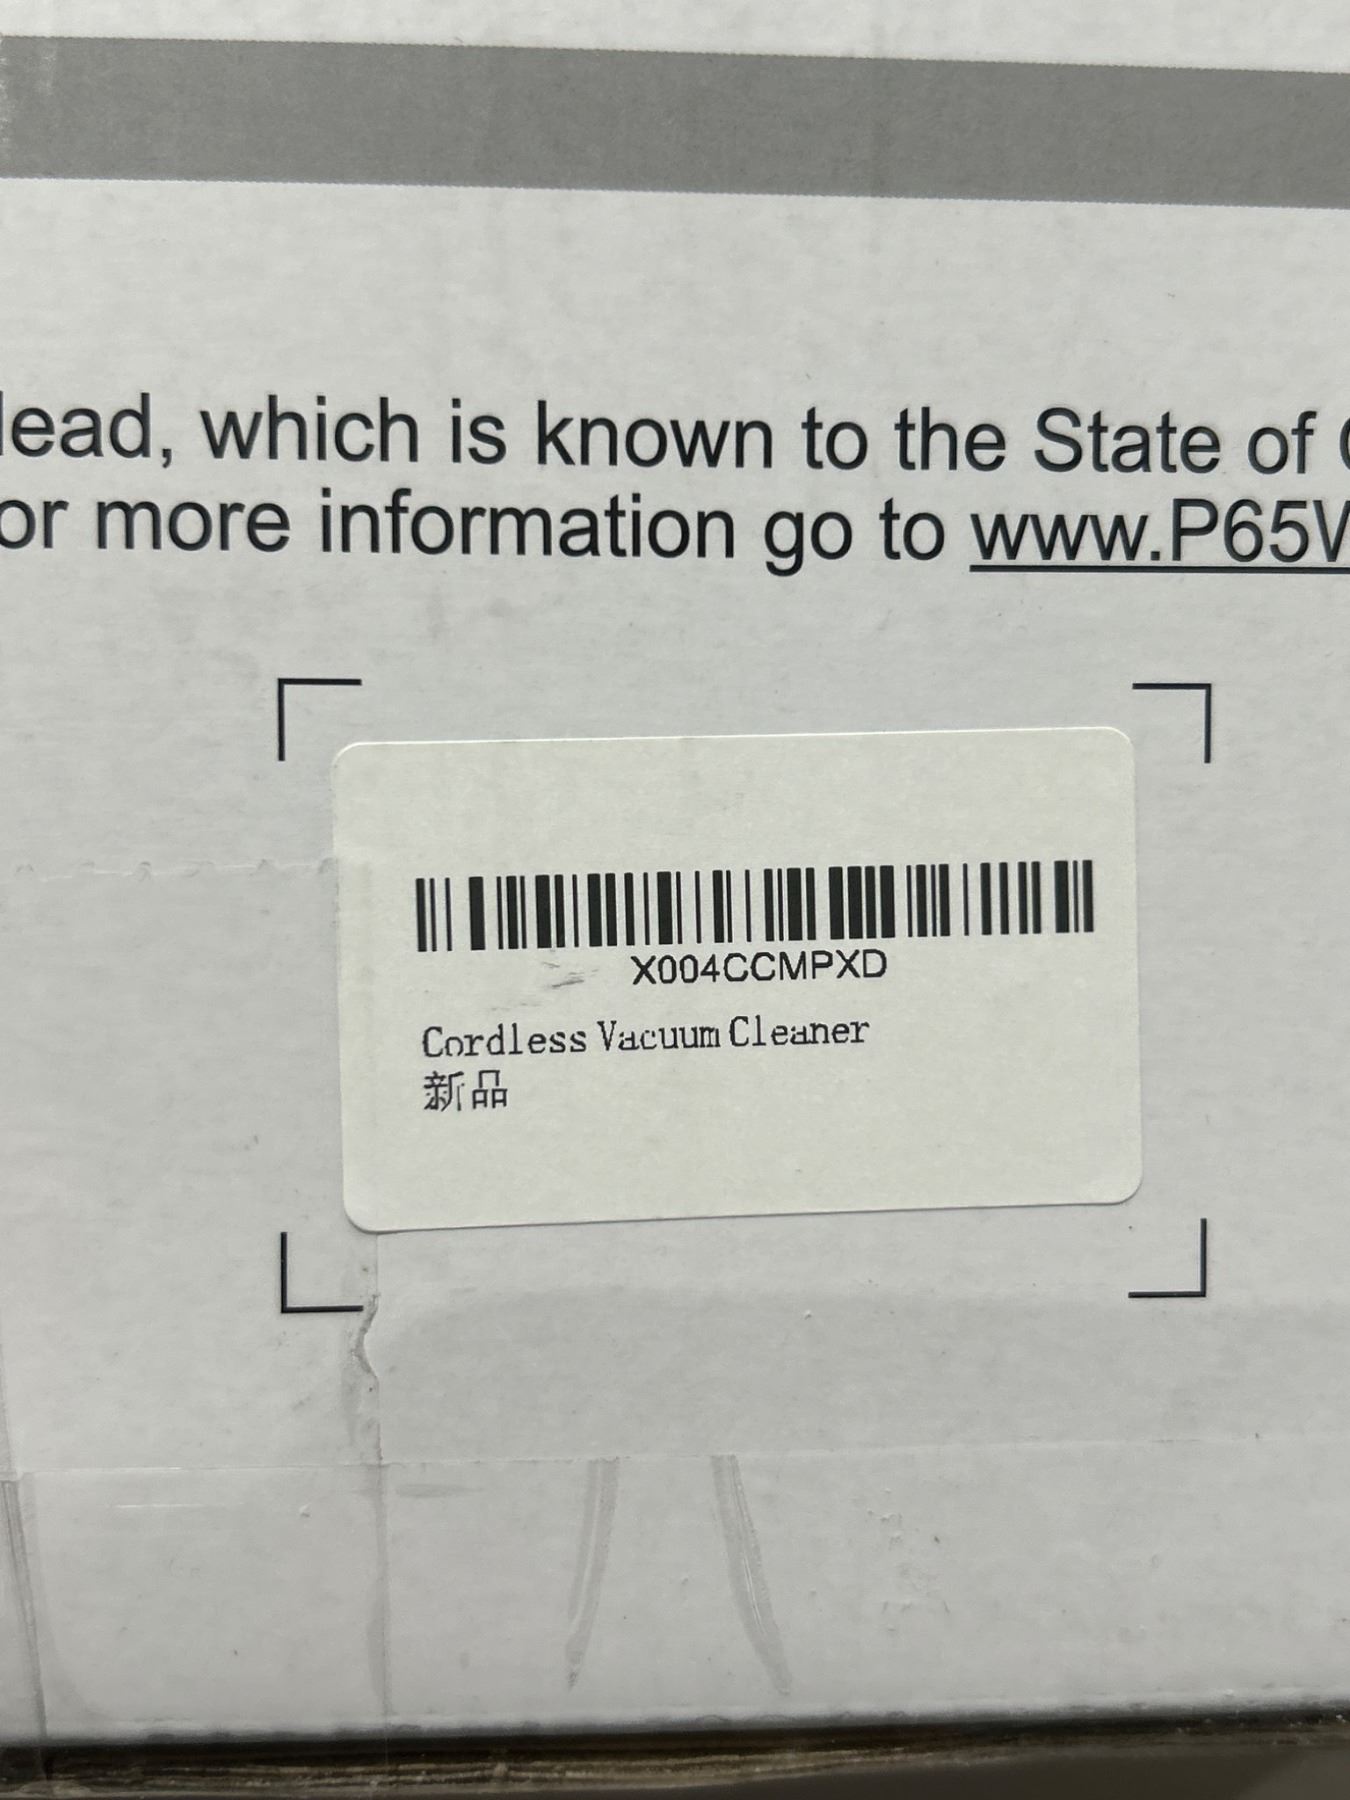 lead, which is known to the State of
or more information go to www.P65
X004CCMPXD
Cordless Vacuum Cleaner
新品